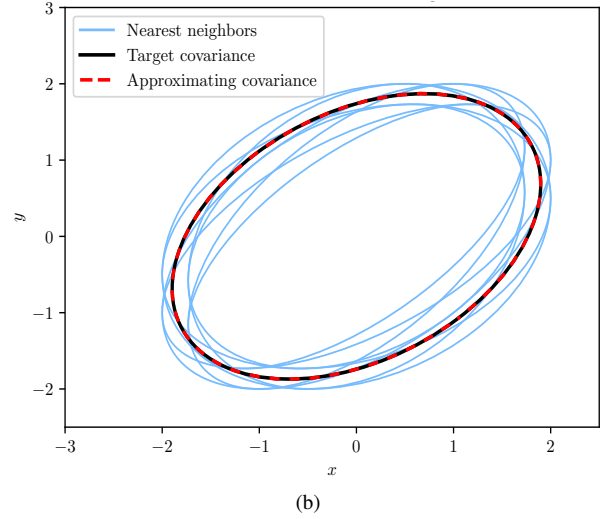 3
Nearest neighbors
Target covariance
Approximating covariance
2
1
0
−1
−2
y
−3 −2 −1 0 1 2
x
(b)